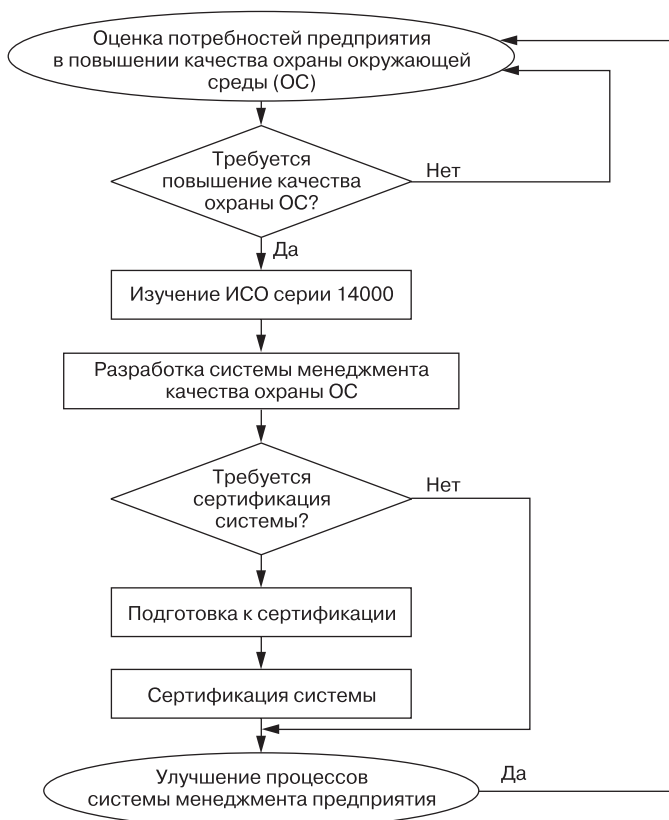 Оценка потребностей предприятия
в повышении качества охраны окружающей
среды (ОС)
Требуется
повышение качества
охраны ОС?
Нет
Да
Изучение ИСО серии 14000
Разработка системы менеджмента
качества охраны ОС
Требуется
сертификация
системы?
Нет
Подготовка к сертификации
Сертификация системы
Улучшение процессов
системы менеджмента предприятия
Да